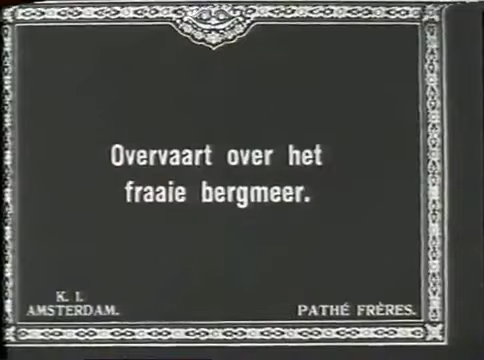 Overvaart over het
fraaie bergmeer.
K. I.
AMSTERDAM.
PATHÉ FRÈRES.